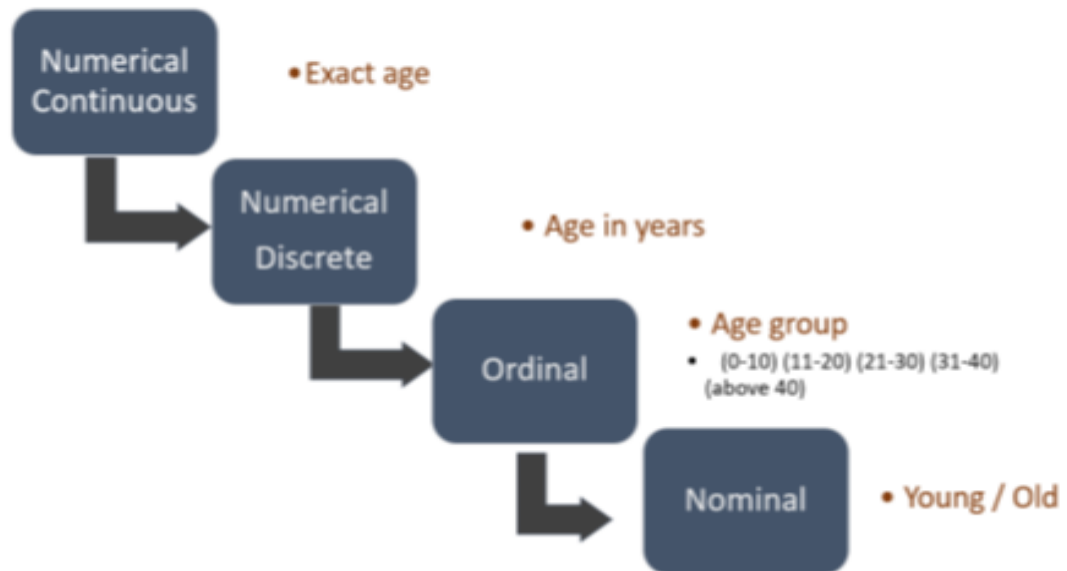 Numerical
Continuous
•Exact age
Numerical
Discrete
• Age in years
Ordinal
• Age group
• (0-10) (11-20) (21-30) (31-40)
(above 40)
Nominal
• Young / Old